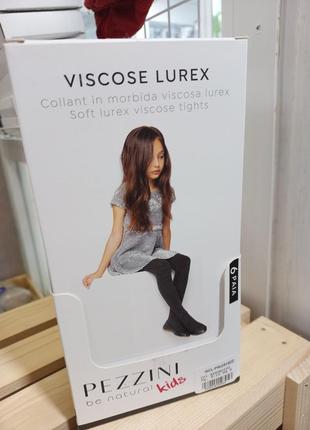 VISCOSE LUREX
Collant in morbida viscosa lurex
Soft lurex viscose tights
6 PAIA
PEZZINI
be natural kids